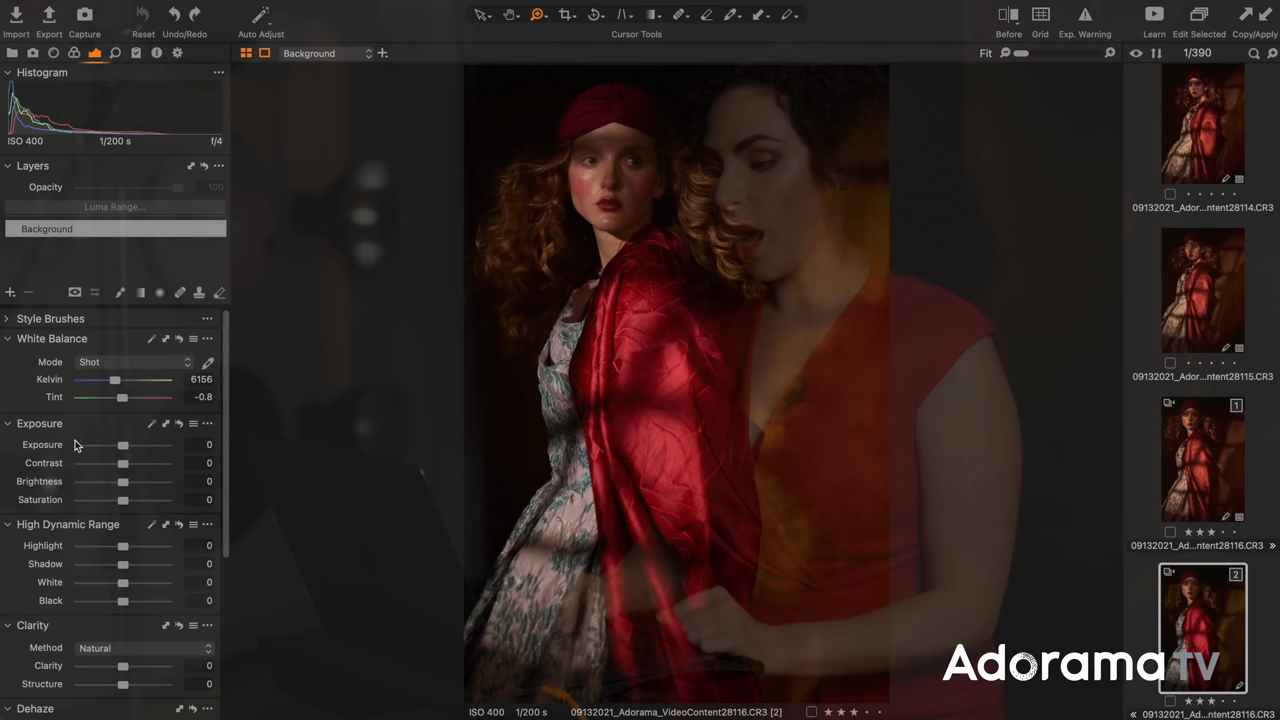 Import Export Capture Reset Undo/Redo Auto Adjust Cursor Tools Before Grid Exp. Warning Learn Edit Selected Copy/Apply
Background Fit 1/390
Histogram
ISO 400 1/200 s f/4
Layers
Opacity 100
Luma Range...
Background
Style Brushes
White Balance
Mode Shot
Kelvin 6156
Tint -0.8
Exposure
Exposure 0
Contrast 0
Brightness 0
Saturation 0
High Dynamic Range
Highlight 0
Shadow 0
White 0
Black 0
Clarity
Method Natural
Clarity 0
Structure 0
Dehaze
ISO 400 1/200 s 09132021_Adorama_VideoContent28116.CR3 [2]
09132021_Ador...ntent28114.CR3
09132021_Ador...ntent28115.CR3
1
09132021_Ad...ntent28116.CR3
2
09132021_Ad...ntent28116.CR3
Adorama tv